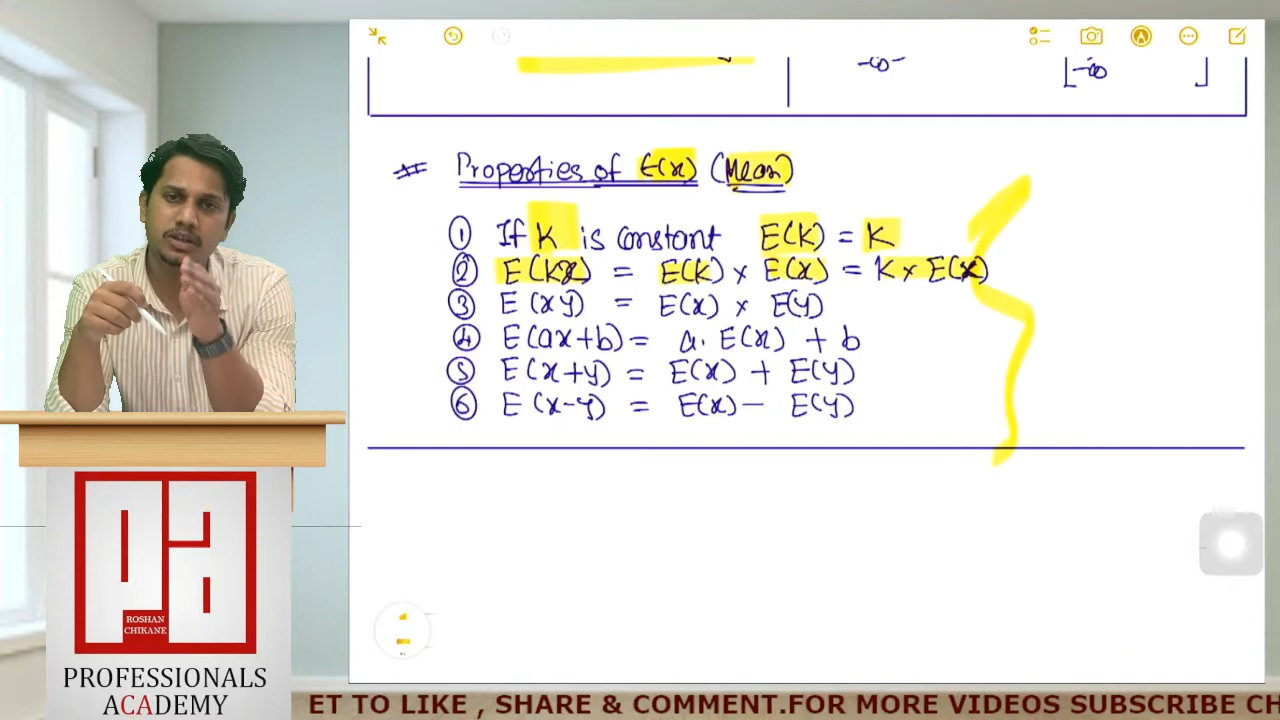 -∞
-∞
# Properties of E(x) (Mean)
① If K is constant E(K) = K
② E(Kx) = E(K) × E(x) = K × E(x)
③ E (xy) = E(x) × E(y)
④ E(ax+b) = a. E(x) + b
⑤ E (x+y) = E(x) + E(y)
⑥ E (x-y) = E(x) - E(y)
pa
ROSHAN
CHIKANE
PROFESSIONALS
ACADEMY
ET TO LIKE , SHARE & COMMENT.FOR MORE VIDEOS SUBSCRIBE CH